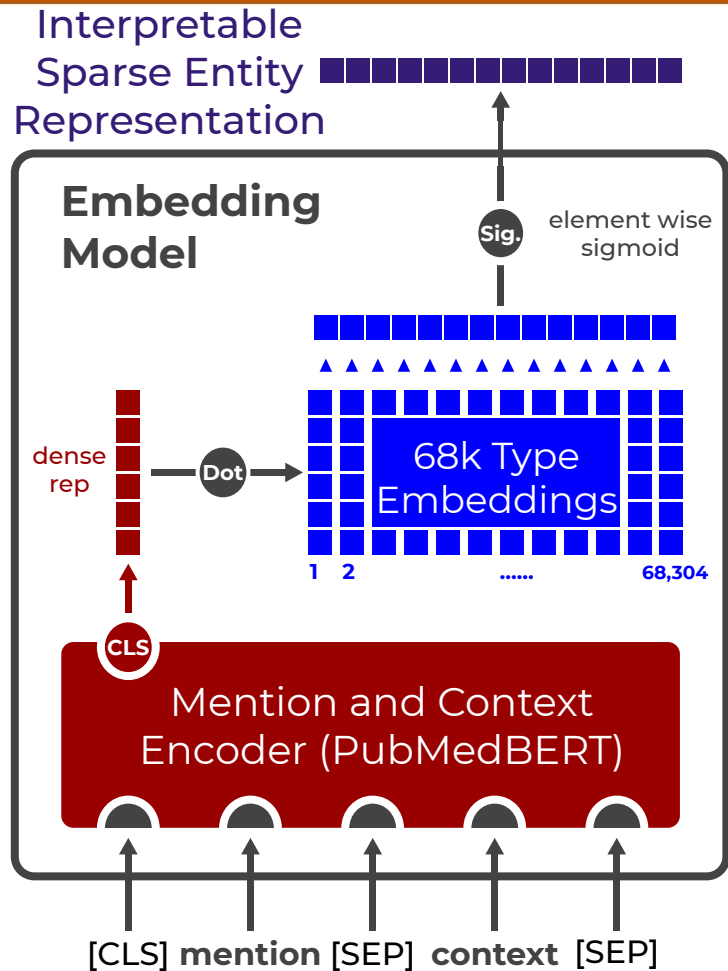 Interpretable
Sparse Entity
Representation
Embedding
Model
Sig.
element wise
sigmoid
dense
rep
Dot
68k Type
Embeddings
1 2 ...... 68,304
CLS
Mention and Context
Encoder (PubMedBERT)
[CLS] mention [SEP] context [SEP]